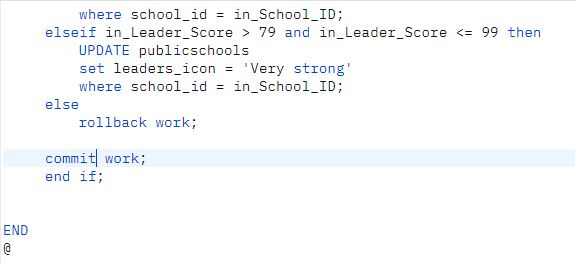 where school_id = in_School_ID;
elseif in_Leader_Score > 79 and in_Leader_Score <= 99 then
UPDATE publicschools
set leaders_icon = 'Very strong'
where school_id = in_School_ID;
else
rollback work;
commit work;
end if;
END
@